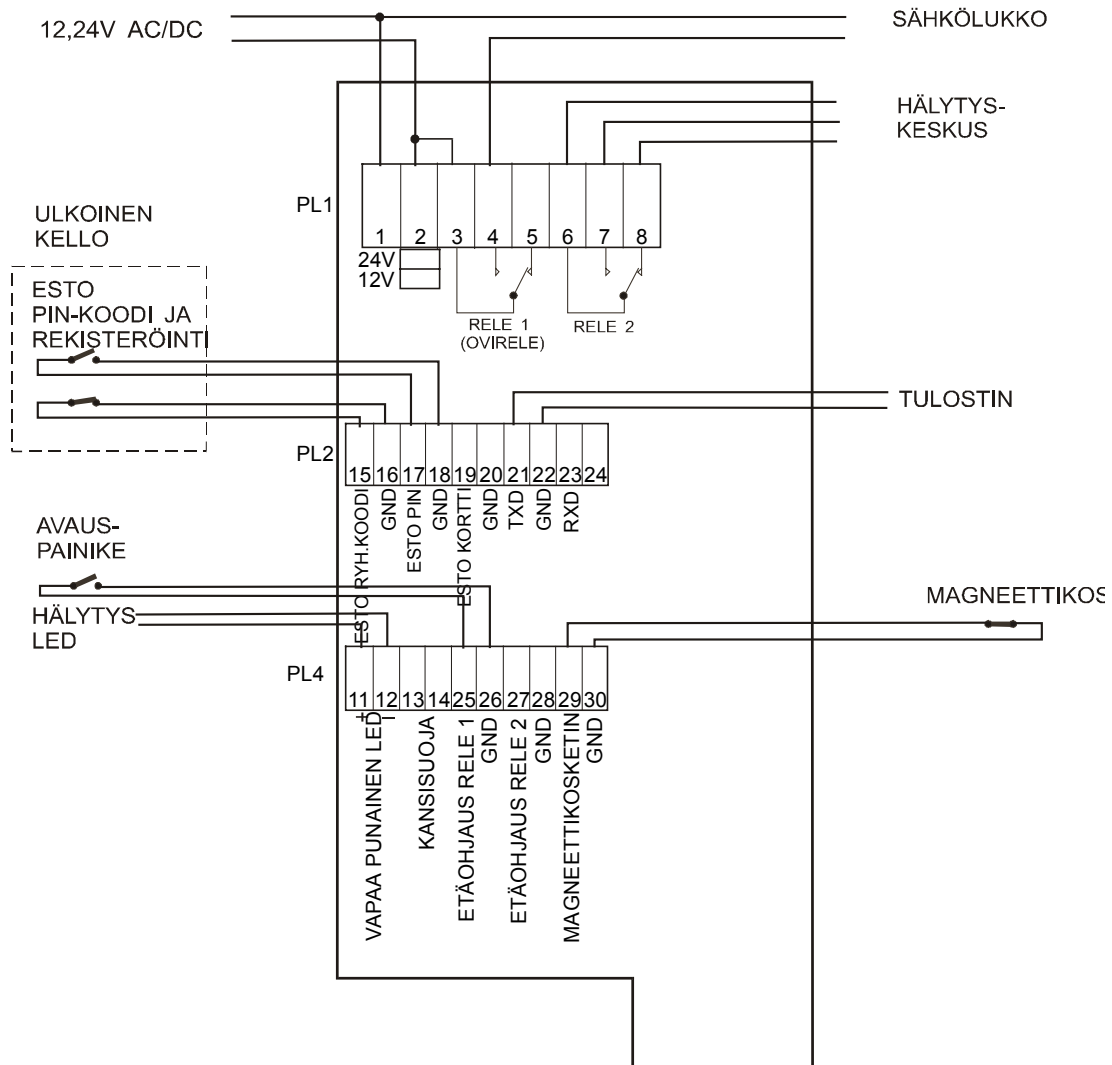 12,24V AC/DC
SÄHKÖLUKKO
HÄLYTYS-
KESKUS
PL1
1 2 3 4 5 6 7 8
24V
12V
RELE 1
(OVIRELE)
RELE 2
ULKOINEN
KELLO
ESTO
PIN-KOODI JA
REKISTERÖINTI
TULOSTIN
PL2
15 16 17 18 19 20 21 22 23 24
ESTO RYH.KOODI
GND
ESTO PIN
GND
ESTO KORTTI
GND
TXD
GND
RXD
AVAUS-
PAINIKE
HÄLYTYS
LED
MAGNEETTIKOS
PL4
11 12 13 14 25 26 27 28 29 30
+ −
VAPAA PUNAINEN LED
KANSISUOJA
ETÄOHJAUS RELE 1
GND
ETÄOHJAUS RELE 2
GND
MAGNEETTIKOSKETIN
GND